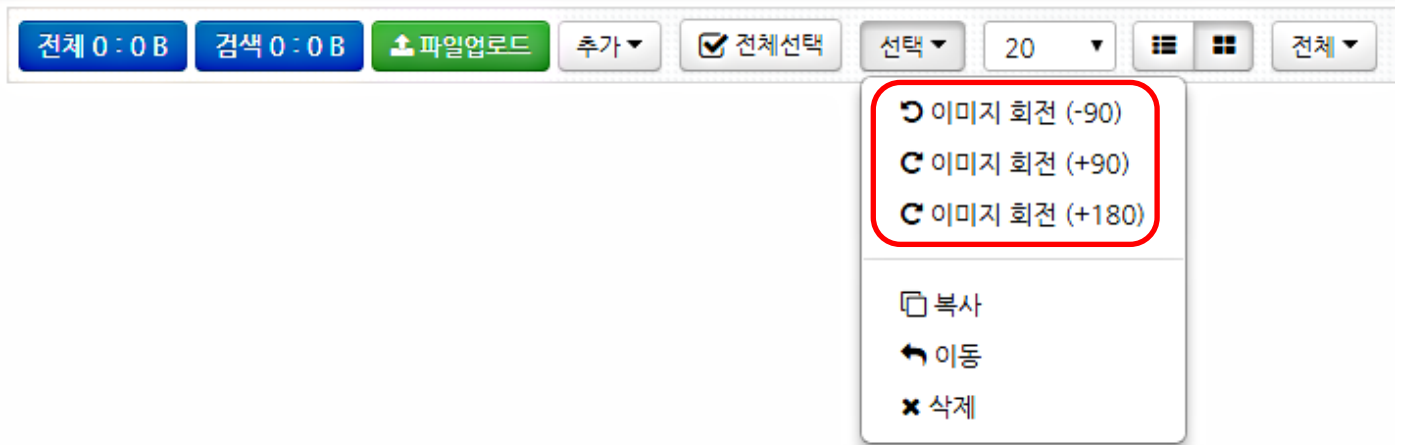 전체 0 : 0 B 검색 0 : 0 B 파일업로드 추가 전체선택 선택 20 전체
이미지 회전 (-90)
이미지 회전 (+90)
이미지 회전 (+180)
복사
이동
삭제